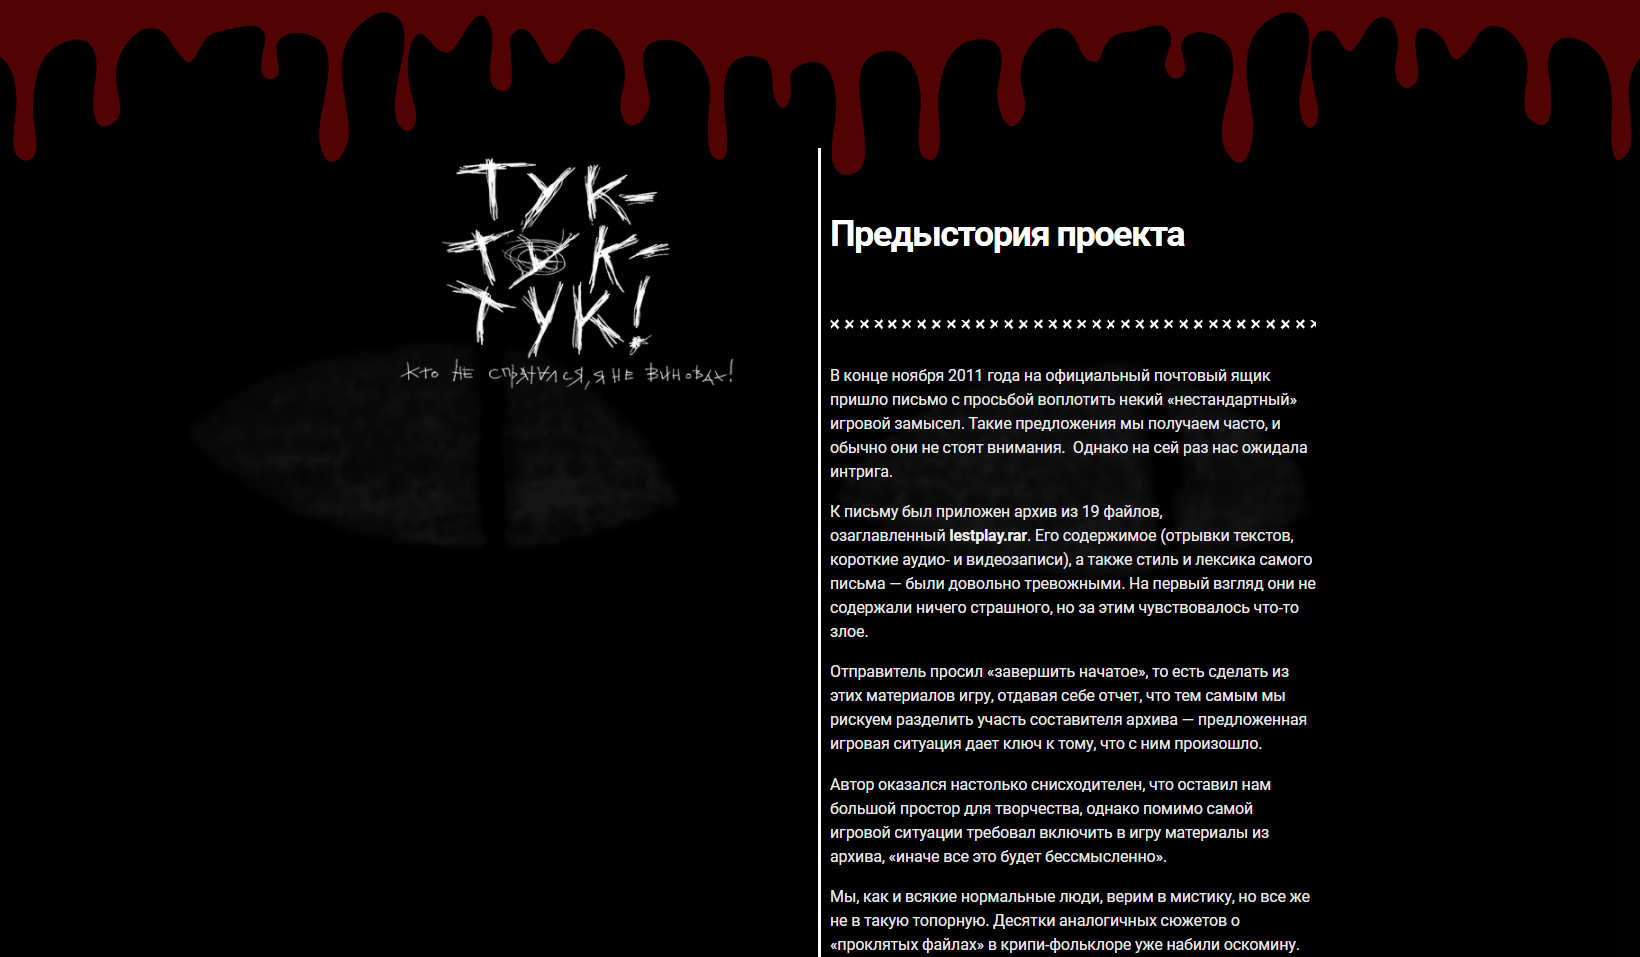 ТУК-
ТУК-
ТУК!
КТО НЕ СПРЯТАЛСЯ, Я НЕ ВИНОВАТ!
Предыстория проекта
В конце ноября 2011 года на официальный почтовый ящик
пришло письмо с просьбой воплотить некий «нестандартный»
игровой замысел. Такие предложения мы получаем часто, и
обычно они не стоят внимания.  Однако на сей раз нас ожидала
интрига.
К письму был приложен архив из 19 файлов,
озаглавленный lestplay.rar. Его содержимое (отрывки текстов,
короткие аудио- и видеозаписи), а также стиль и лексика самого
письма — были довольно тревожными. На первый взгляд они не
содержали ничего страшного, но за этим чувствовалось что-то
злое.
Отправитель просил «завершить начатое», то есть сделать из
этих материалов игру, отдавая себе отчет, что тем самым мы
рискуем разделить участь составителя архива — предложенная
игровая ситуация дает ключ к тому, что с ним произошло.
Автор оказался настолько снисходителен, что оставил нам
большой простор для творчества, однако помимо самой
игровой ситуации требовал включить в игру материалы из
архива, «иначе все это будет бессмысленно».
Мы, как и всякие нормальные люди, верим в мистику, но все же
не в такую топорную. Десятки аналогичных сюжетов о
«проклятых файлах» в крипи-фольклоре уже набили оскомину.